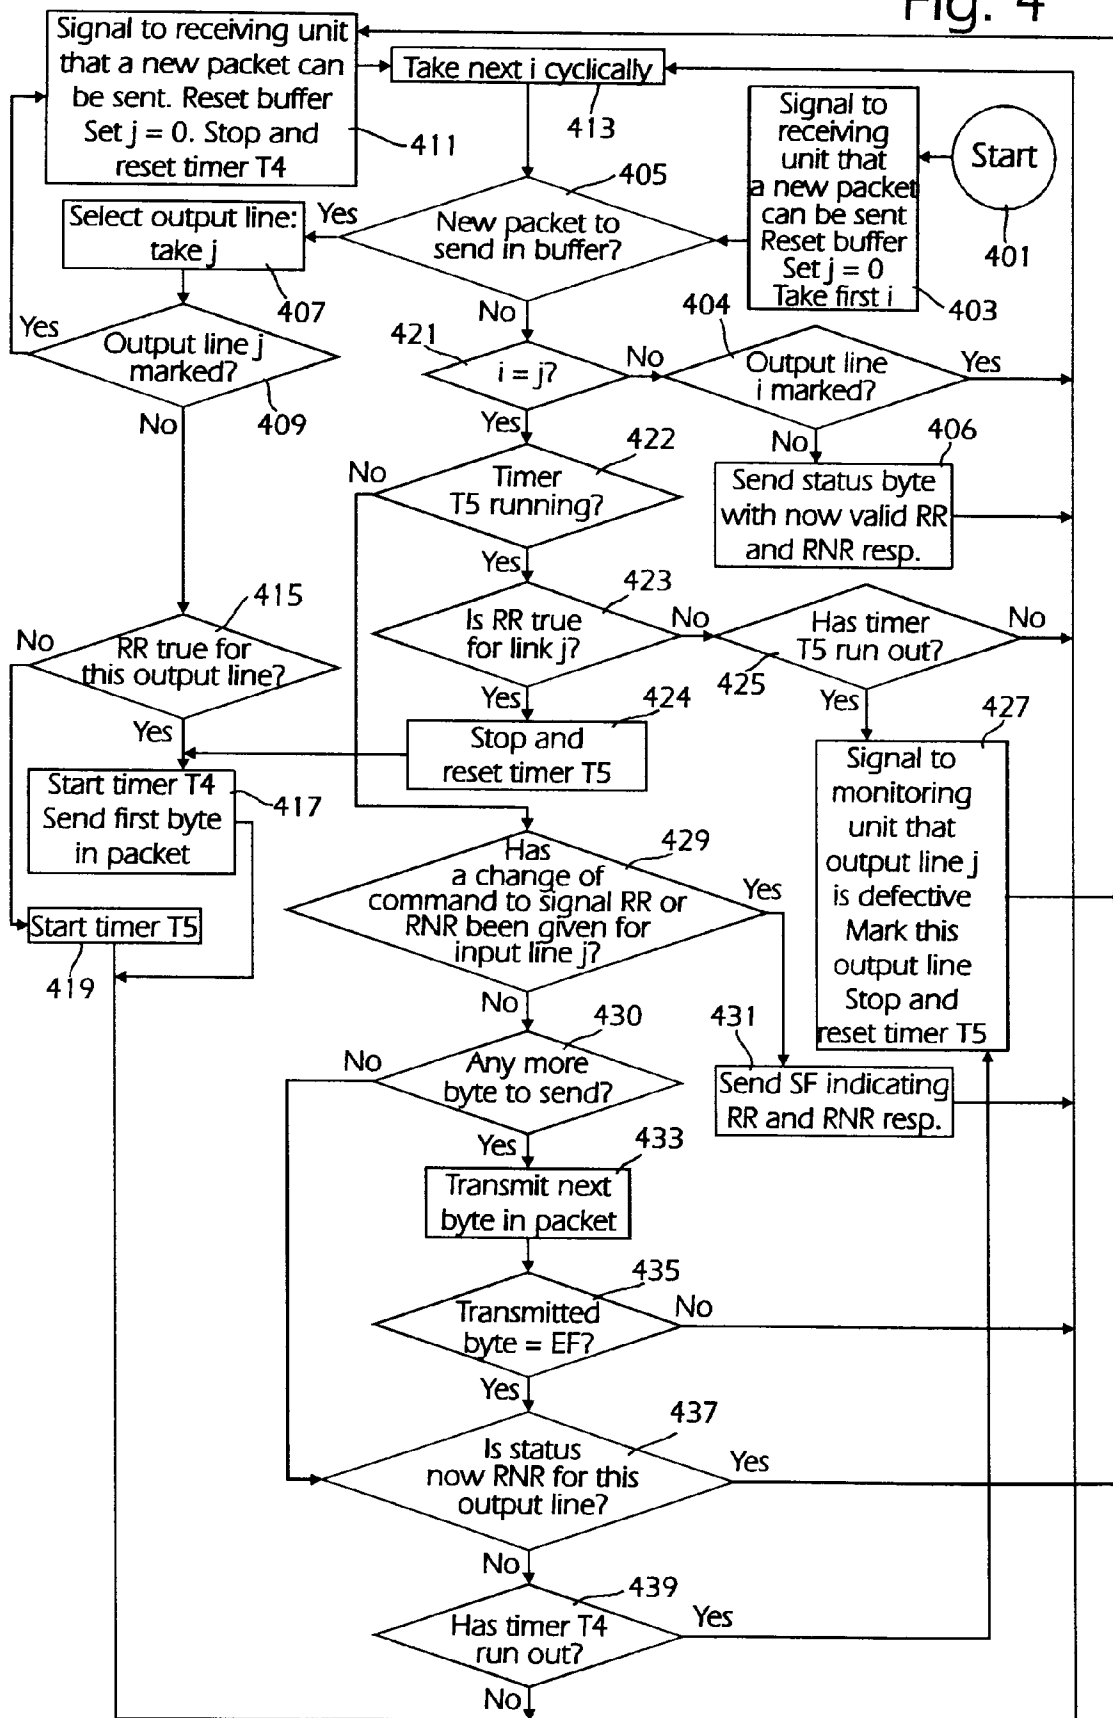 Fig. 4
Signal to receiving unit
that a new packet can
be sent. Reset buffer
Set j = 0. Stop and
reset timer T4
411
Take next i cyclically
413
Signal to
receiving
unit that
a new packet
can be sent
Reset buffer
Set j = 0
Take first i
403
Start
401
405
New packet to
send in buffer?
Yes
No
Select output line:
take j
407
Yes
Output line j
marked?
409
No
421
i = j?
No
Yes
404
Output line
i marked?
Yes
No
406
Send status byte
with now valid RR
and RNR resp.
422
No
Timer
T5 running?
Yes
415
No
RR true for
this output line?
Yes
423
Is RR true
for link j?
No
Yes
Has timer
T5 run out?
425
No
Yes
424
Stop and
reset timer T5
427
Signal to
monitoring
unit that
output line j
is defective
Mark this
output line
Stop and
reset timer T5
Start timer T4
Send first byte
in packet
417
Start timer T5
419
429
Has
a change of
command to signal RR or
RNR been given for
input line j?
Yes
No
431
Send SF indicating
RR and RNR resp.
430
No
Any more
byte to send?
Yes
433
Transmit next
byte in packet
435
Transmitted
byte = EF?
No
Yes
437
Is status
now RNR for this
output line?
Yes
No
439
Has timer T4
run out?
Yes
No